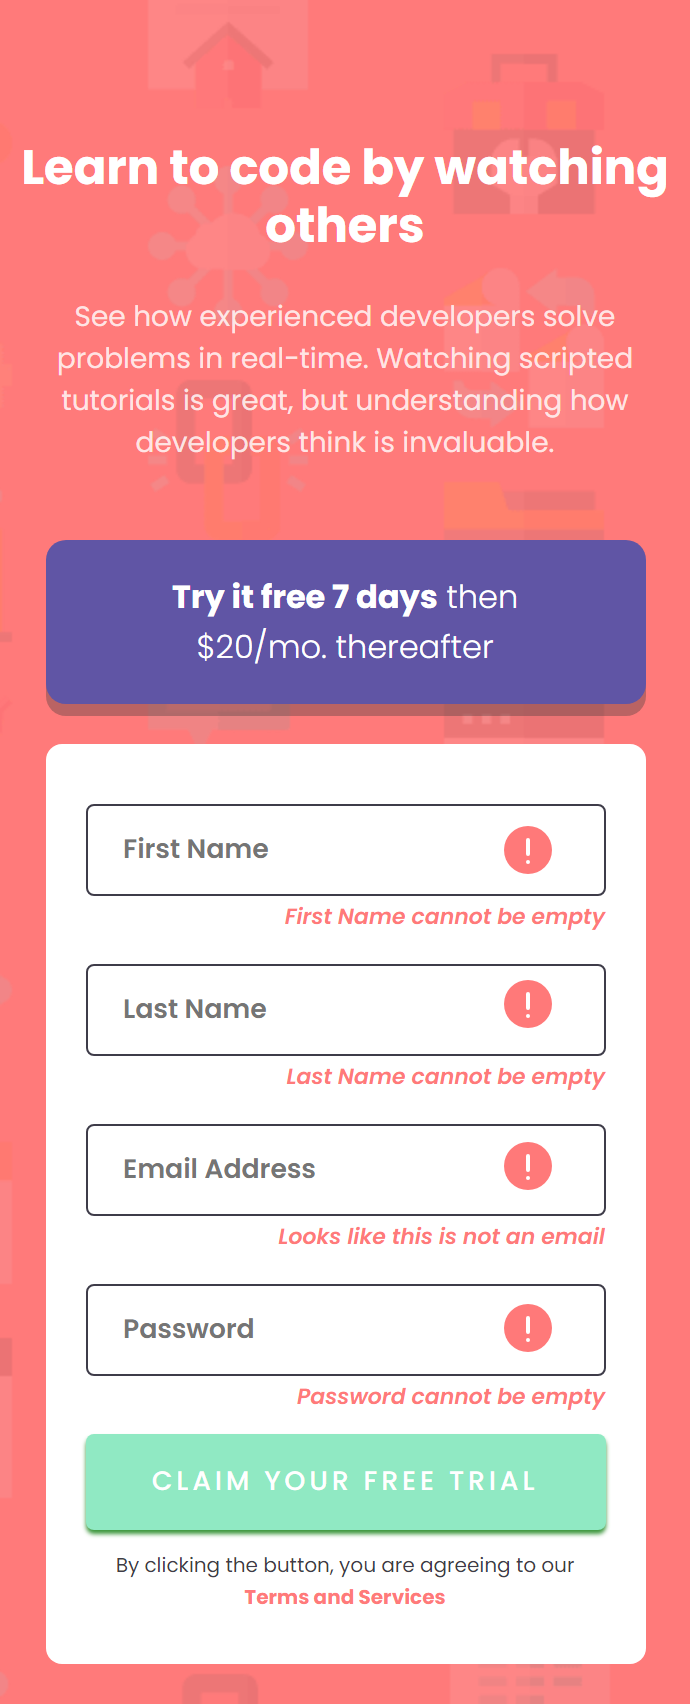 Learn to code by watching
others
See how experienced developers solve
problems in real-time. Watching scripted
tutorials is great, but understanding how
developers think is invaluable.
Try it free 7 days then
$20/mo. thereafter
First Name
First Name cannot be empty
Last Name
Last Name cannot be empty
Email Address
Looks like this is not an email
Password
Password cannot be empty
CLAIM YOUR FREE TRIAL
By clicking the button, you are agreeing to our
Terms and Services